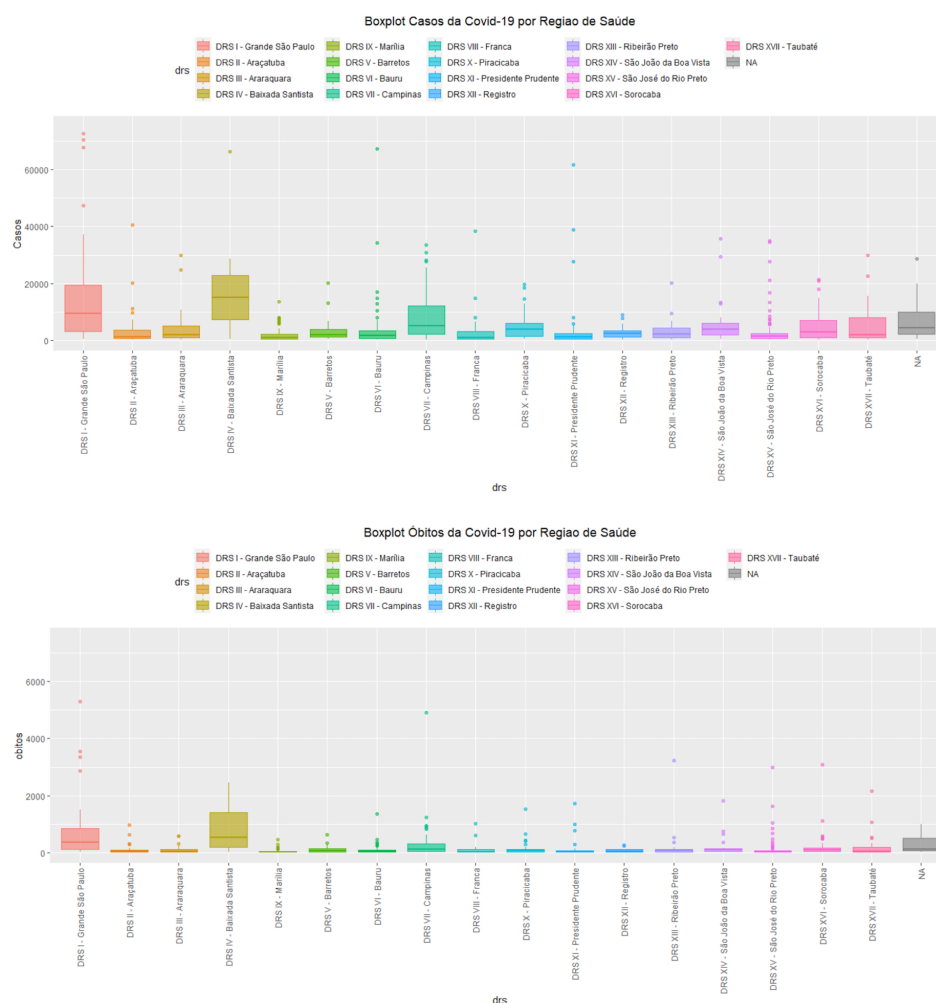 Boxplot Casos da Covid-19 por Regiao de Saúde
drs
DRS I - Grande São Paulo DRS IX - Marília DRS VIII - Franca DRS XIII - Ribeirão Preto DRS XVII - Taubaté
DRS II - Araçatuba DRS V - Barretos DRS X - Piracicaba DRS XIV - São João da Boa Vista NA
DRS III - Araraquara DRS VI - Bauru DRS XI - Presidente Prudente DRS XV - São José do Rio Preto
DRS IV - Baixada Santista DRS VII - Campinas DRS XII - Registro DRS XVI - Sorocaba
Casos
60000
40000
20000
0
DRS I - Grande São Paulo
DRS II - Araçatuba
DRS III - Araraquara
DRS IV - Baixada Santista
DRS IX - Marília
DRS V - Barretos
DRS VI - Bauru
DRS VII - Campinas
DRS VIII - Franca
DRS X - Piracicaba
DRS XI - Presidente Prudente
DRS XII - Registro
DRS XIII - Ribeirão Preto
DRS XIV - São João da Boa Vista
DRS XV - São José do Rio Preto
DRS XVI - Sorocaba
DRS XVII - Taubaté
NA
drs
Boxplot Óbitos da Covid-19 por Regiao de Saúde
drs
DRS I - Grande São Paulo DRS IX - Marília DRS VIII - Franca DRS XIII - Ribeirão Preto DRS XVII - Taubaté
DRS II - Araçatuba DRS V - Barretos DRS X - Piracicaba DRS XIV - São João da Boa Vista NA
DRS III - Araraquara DRS VI - Bauru DRS XI - Presidente Prudente DRS XV - São José do Rio Preto
DRS IV - Baixada Santista DRS VII - Campinas DRS XII - Registro DRS XVI - Sorocaba
obitos
6000
4000
2000
0
DRS I - Grande São Paulo
DRS II - Araçatuba
DRS III - Araraquara
DRS IV - Baixada Santista
DRS IX - Marília
DRS V - Barretos
DRS VI - Bauru
DRS VII - Campinas
DRS VIII - Franca
DRS X - Piracicaba
DRS XI - Presidente Prudente
DRS XII - Registro
DRS XIII - Ribeirão Preto
DRS XIV - São João da Boa Vista
DRS XV - São José do Rio Preto
DRS XVI - Sorocaba
DRS XVII - Taubaté
NA
drs